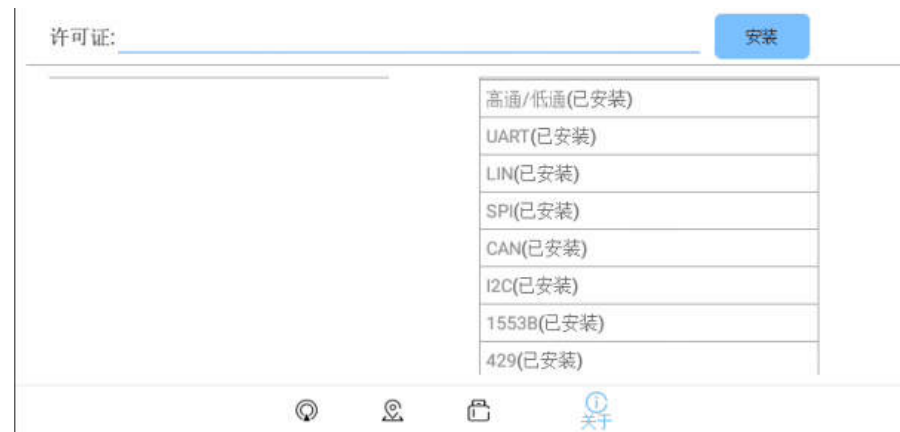 许可证:
安装
高通/低通(已安装)
UART(已安装)
LIN(已安装)
SPI(已安装)
CAN(已安装)
I2C(已安装)
1553B(已安装)
429(已安装)
关于